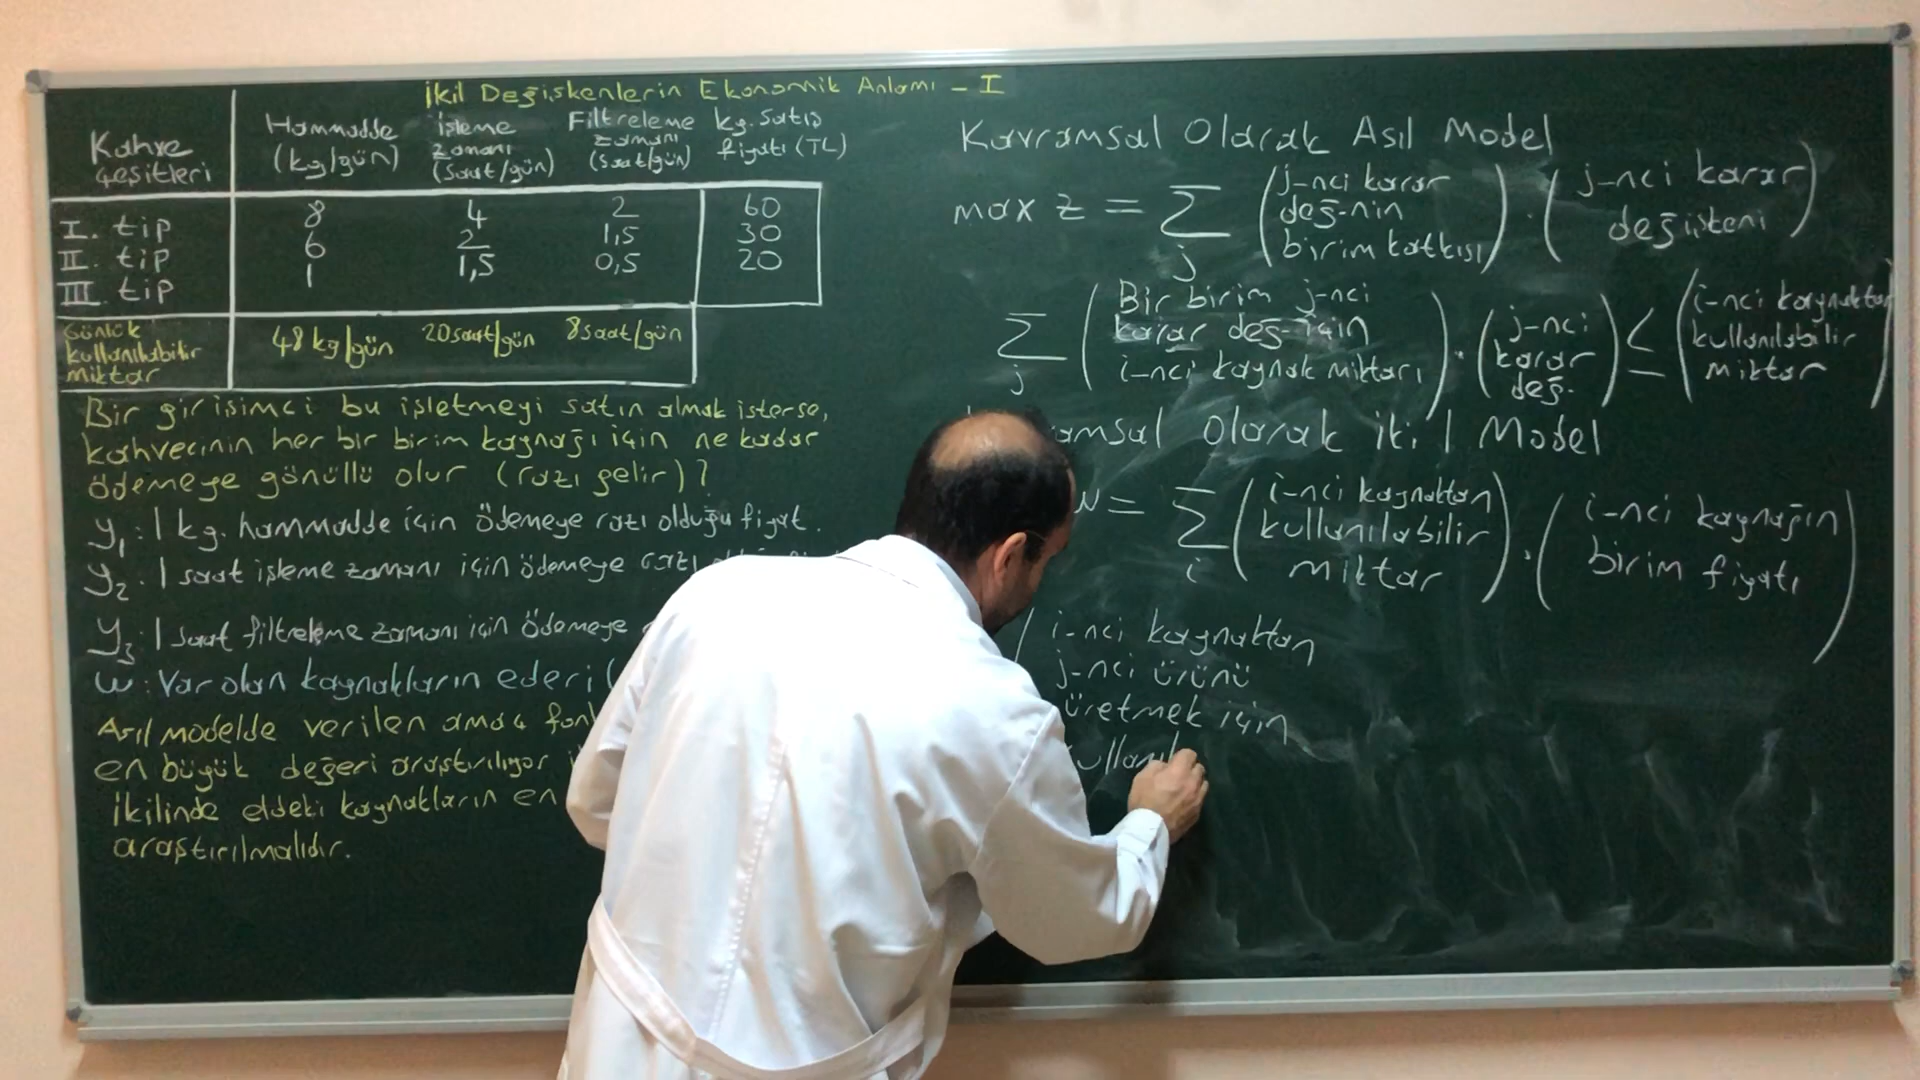 İkil Değişkenlerin Ekonomik Anlamı - I
Kahve çeşitleri
Hammadde (kg/gün)
işleme zamanı (saat/gün)
Filtreleme zamanı (saat/gün)
kg. satış fiyatı (TL)
I. tip 8 4 2 60
II. tip 6 2 1,5 30
III. tip 1 1,5 0,5 20
Günlük kullanılabilir miktar
48 kg/gün 20 saat/gün 8 saat/gün
Bir girişimci bu işletmeyi satın almak isterse,
kahvecinin her bir birim kaynağı için ne kadar
ödemeye gönüllü olur (razı gelir)?
y₁: 1 kg. hammadde için ödemeye razı olduğu fiyat.
y₂: 1 saat işleme zamanı için ödemeye razı
y₃: 1 saat filtreleme zamanı için ödemeye
w: Var olan kaynakların ederi (
Asıl modelde verilen amaç
en büyük değeri araştırılıyor
ikilinde eldeki kaynakların en
araştırılmalıdır.
Kavramsal Olarak Asıl Model
max z = Σ
j
(j-nci karar
değ-nin
birim katkısı)
. (j-nci karar
değişkeni)
Σ
j
(Bir birim j-nci
karar değ- için
i-nci kaynak miktarı)
. (j-nci
karar
değ.)
≤ (i-nci kaynaktan
kullanılabilir
miktar)
Olarak ikil Model
w = Σ
i
(i-nci kaynaktan
kullanılabilir
miktar)
. (i-nci kaynağın
birim fiyatı)
(i-nci kaynaktan
j-nci ürünü
üretmek için